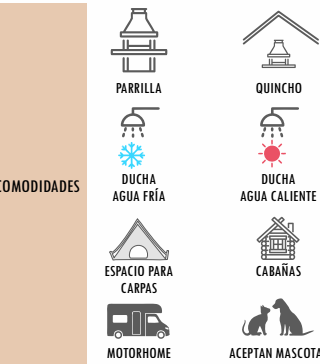 PARRILLA
QUINCHO
DUCHA
AGUA FRÍA
DUCHA
AGUA CALIENTE
COMODIDADES
ESPACIO PARA
CARPAS
CABAÑAS
MOTORHOME
ACEPTAN MASCOTA